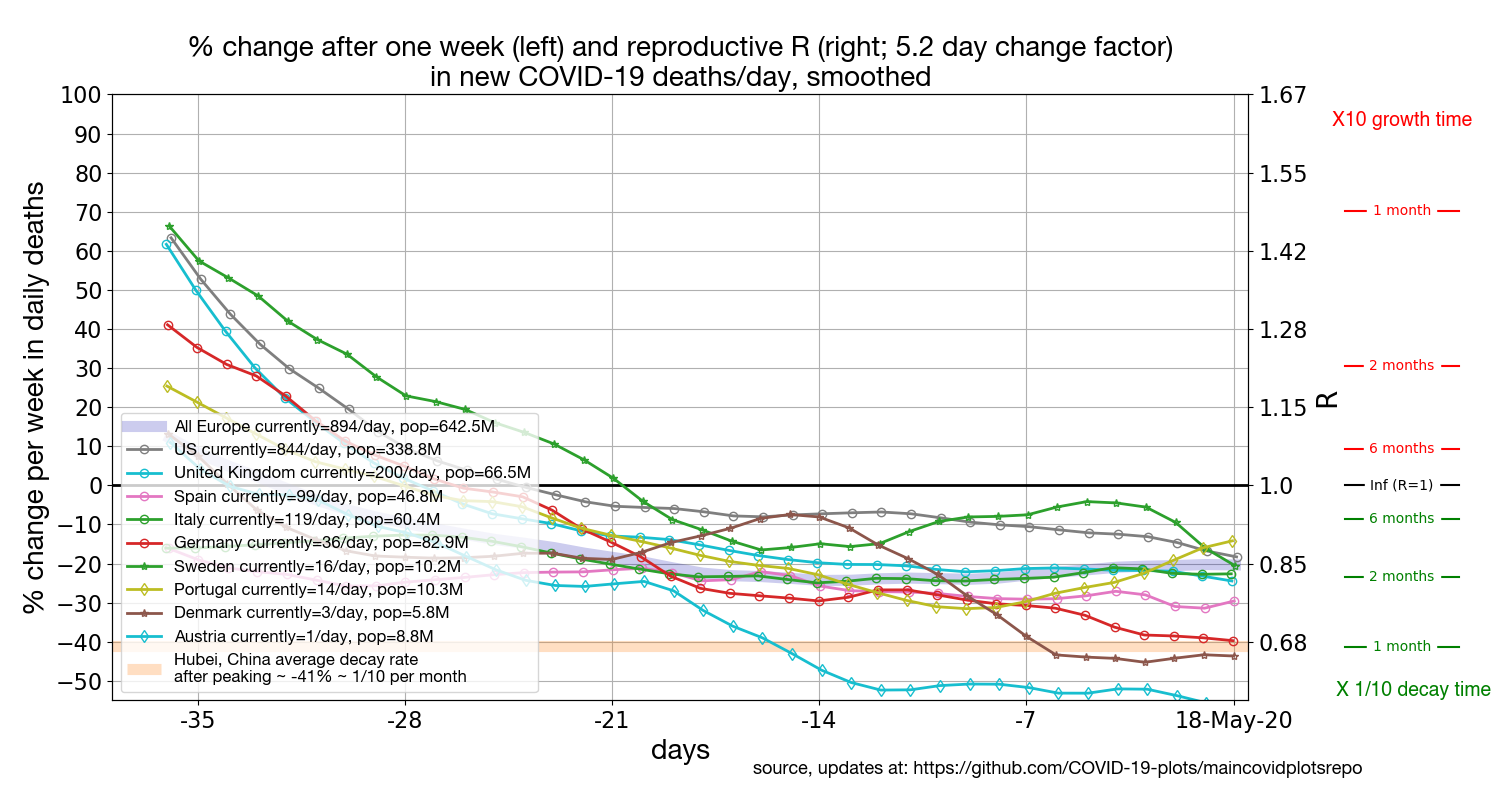 % change after one week (left) and reproductive R (right; 5.2 day change factor)
in new COVID-19 deaths/day, smoothed
% change per week in daily deaths
100
90
80
70
60
50
40
30
20
10
0
−10
−20
−30
−40
−50
All Europe currently=894/day, pop=642.5M
US currently=844/day, pop=338.8M
United Kingdom currently=200/day, pop=66.5M
Spain currently=99/day, pop=46.8M
Italy currently=119/day, pop=60.4M
Germany currently=36/day, pop=82.9M
Sweden currently=16/day, pop=10.2M
Portugal currently=14/day, pop=10.3M
Denmark currently=3/day, pop=5.8M
Austria currently=1/day, pop=8.8M
Hubei, China average decay rate
after peaking ~ -41% ~ 1/10 per month
1.67
1.55
1.42
1.28
1.15
1.0
0.85
0.68
R
X10 growth time
1 month
2 months
6 months
Inf (R=1)
6 months
2 months
1 month
X 1/10 decay time
-35
-28
-21
-14
-7
18-May-20
days
source, updates at: https://github.com/COVID-19-plots/maincovidplotsrepo